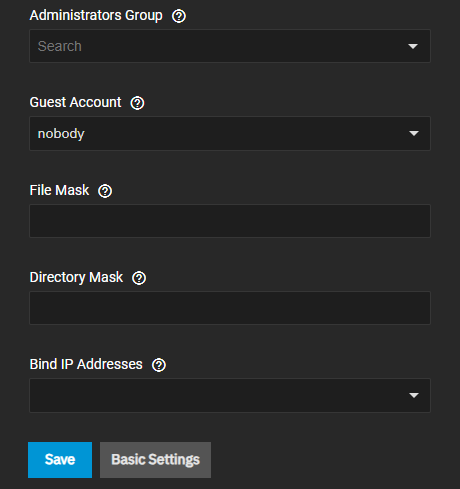 Administrators Group
Search
Guest Account
nobody
File Mask
Directory Mask
Bind IP Addresses
Save Basic Settings